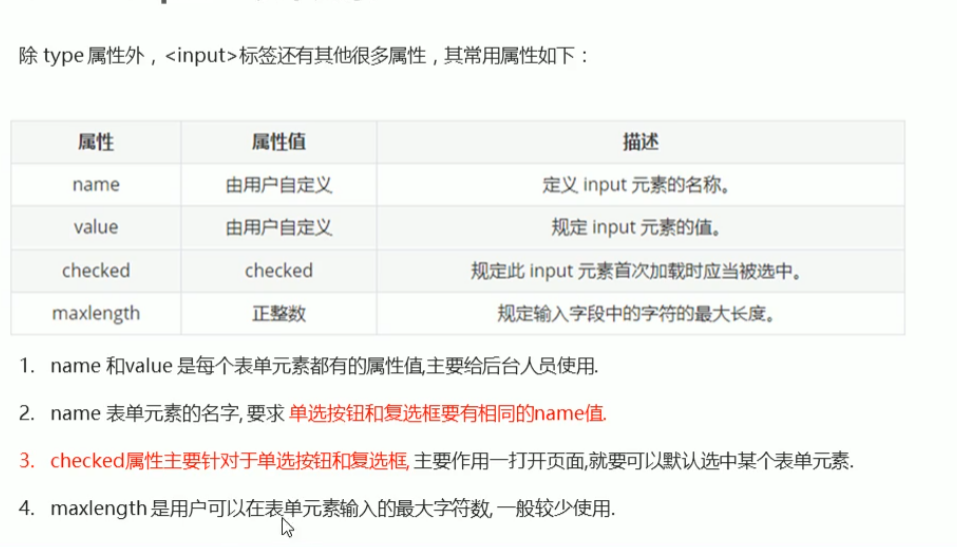 除 type 属性外，<input>标签还有其他很多属性，其常用属性如下：
属性 属性值 描述
name 由用户自定义 定义 input 元素的名称。
value 由用户自定义 规定 input 元素的值。
checked checked 规定此 input 元素首次加载时应当被选中。
maxlength 正整数 规定输入字段中的字符的最大长度。
1. name 和value 是每个表单元素都有的属性值,主要给后台人员使用.
2. name 表单元素的名字, 要求 单选按钮和复选框要有相同的name值.
3. checked属性主要针对于单选按钮和复选框, 主要作用一打开页面,就要可以默认选中某个表单元素.
4. maxlength 是用户可以在表单元素输入的最大字符数, 一般较少使用.